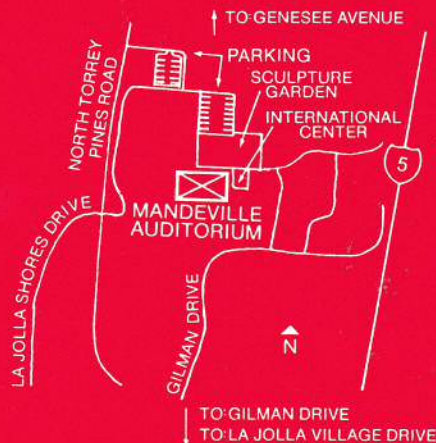 TO: GENESEE AVENUE
PARKING
SCULPTURE
GARDEN
INTERNATIONAL
CENTER
NORTH TORREY
PINES ROAD
5
MANDEVILLE
AUDITORIUM
LA JOLLA SHORES DRIVE
GILMAN DRIVE
N
TO: GILMAN DRIVE
TO: LA JOLLA VILLAGE DRIVE